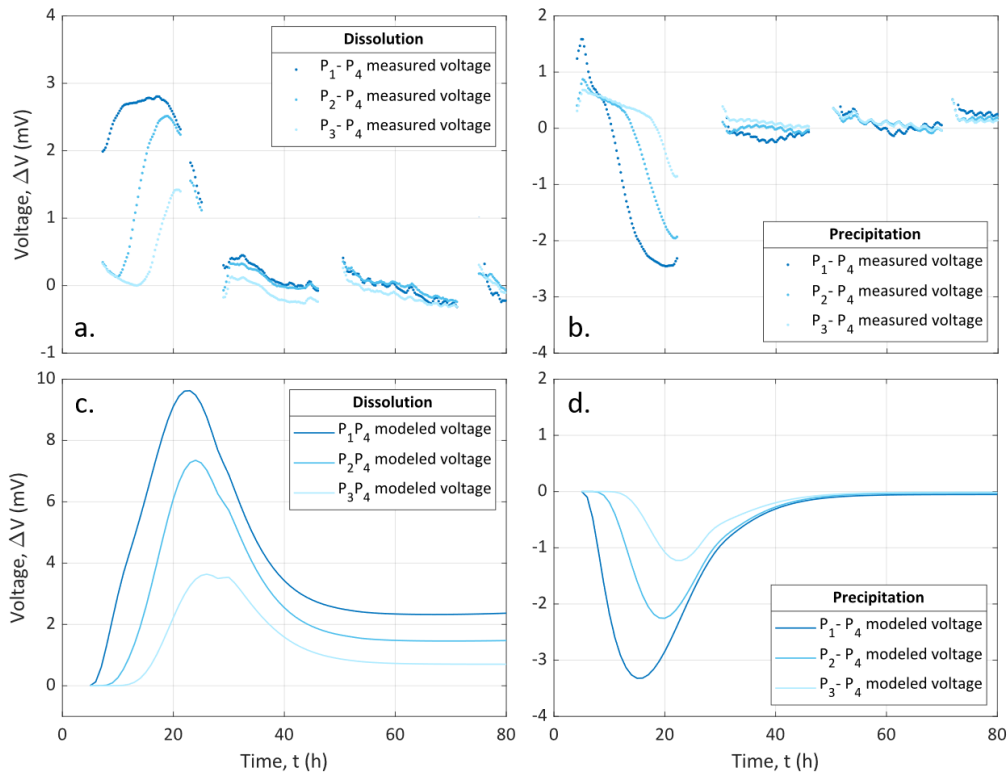 4
3
2
1
0
-1
Voltage, ΔV (mV)
Dissolution
P1- P4 measured voltage
P2- P4 measured voltage
P3- P4 measured voltage
a.
2
1
0
-1
-2
-3
-4
Precipitation
P1- P4 measured voltage
P2- P4 measured voltage
P3- P4 measured voltage
b.
10
8
6
4
2
0
Voltage, ΔV (mV)
c.
Dissolution
P1P4 modeled voltage
P2P4 modeled voltage
P3P4 modeled voltage
0 20 40 60 80
Time, t (h)
2
1
0
-1
-2
-3
-4
d.
Precipitation
P1- P4 modeled voltage
P2- P4 modeled voltage
P3- P4 modeled voltage
0 20 40 60 80
Time, t (h)